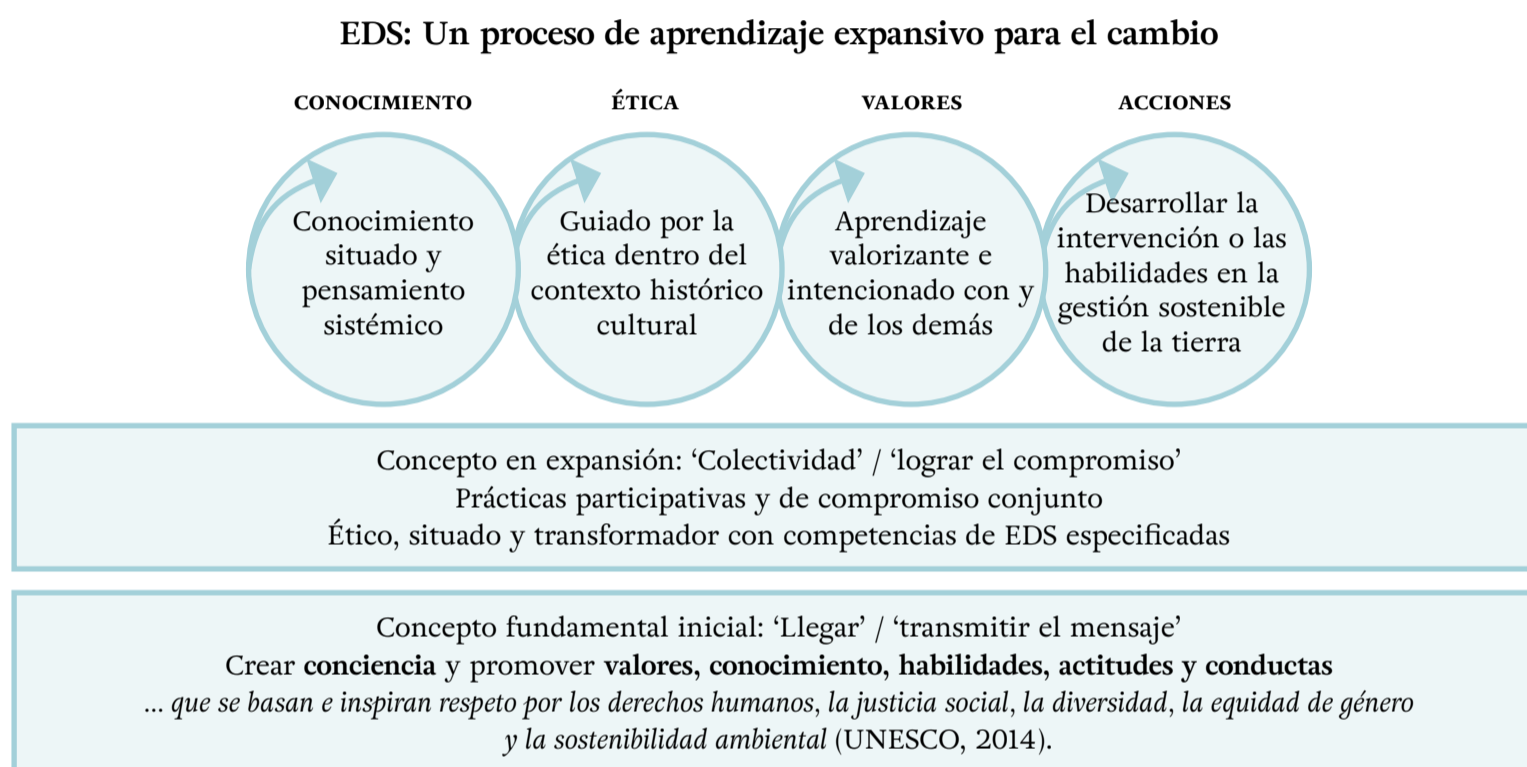 EDS: Un proceso de aprendizaje expansivo para el cambio
CONOCIMIENTO
Conocimiento
situado y
pensamiento
sistémico
ÉTICA
Guiado por la
ética dentro del
contexto histórico
cultural
VALORES
Aprendizaje
valorizante e
intencionado con y
de los demás
ACCIONES
Desarrollar la
intervención o las
habilidades en la
gestión sostenible
de la tierra
Concepto en expansión: ‘Colectividad’ / ‘lograr el compromiso’
Prácticas participativas y de compromiso conjunto
Ético, situado y transformador con competencias de EDS especificadas
Concepto fundamental inicial: ‘Llegar’ / ‘transmitir el mensaje’
Crear conciencia y promover valores, conocimiento, habilidades, actitudes y conductas
... que se basan e inspiran respeto por los derechos humanos, la justicia social, la diversidad, la equidad de género
y la sostenibilidad ambiental (UNESCO, 2014).